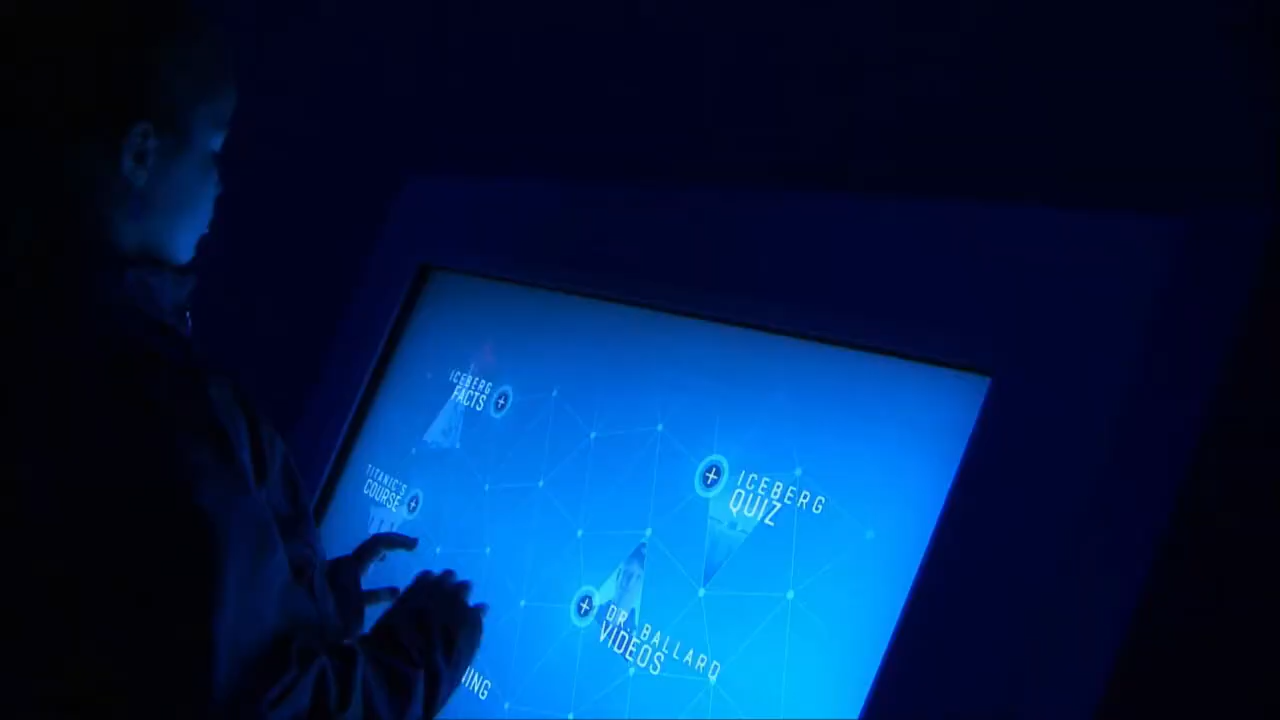 ICEBERG
FACTS
TITANIC'S
COURSE
ICEBERG
QUIZ
DR. BALLARD
VIDEOS